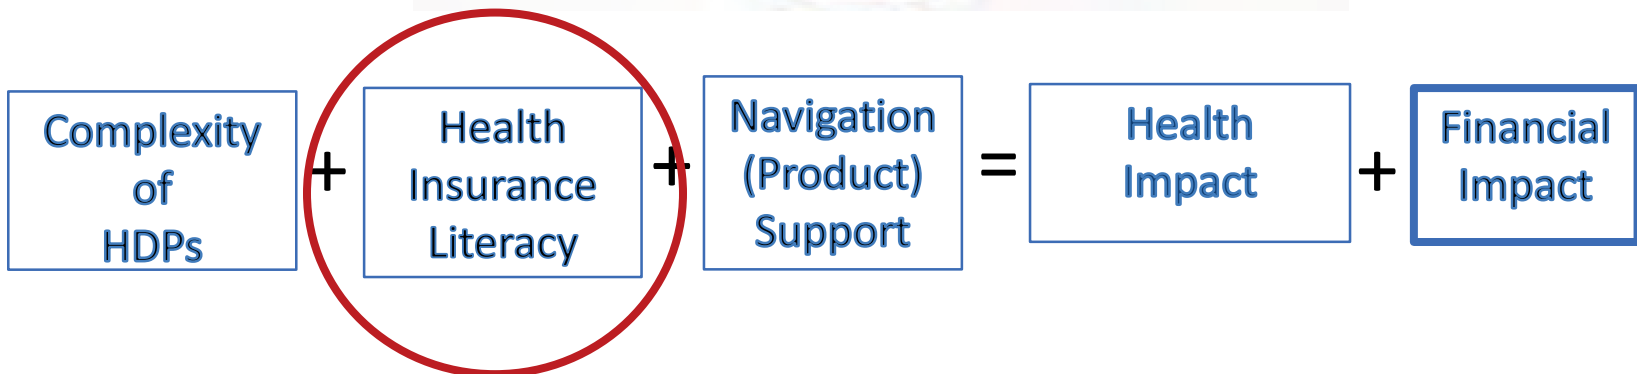 Complexity
of
HDPs
+
Health
Insurance
Literacy
+
Navigation
(Product)
Support
=
Health
Impact
+
Financial
Impact